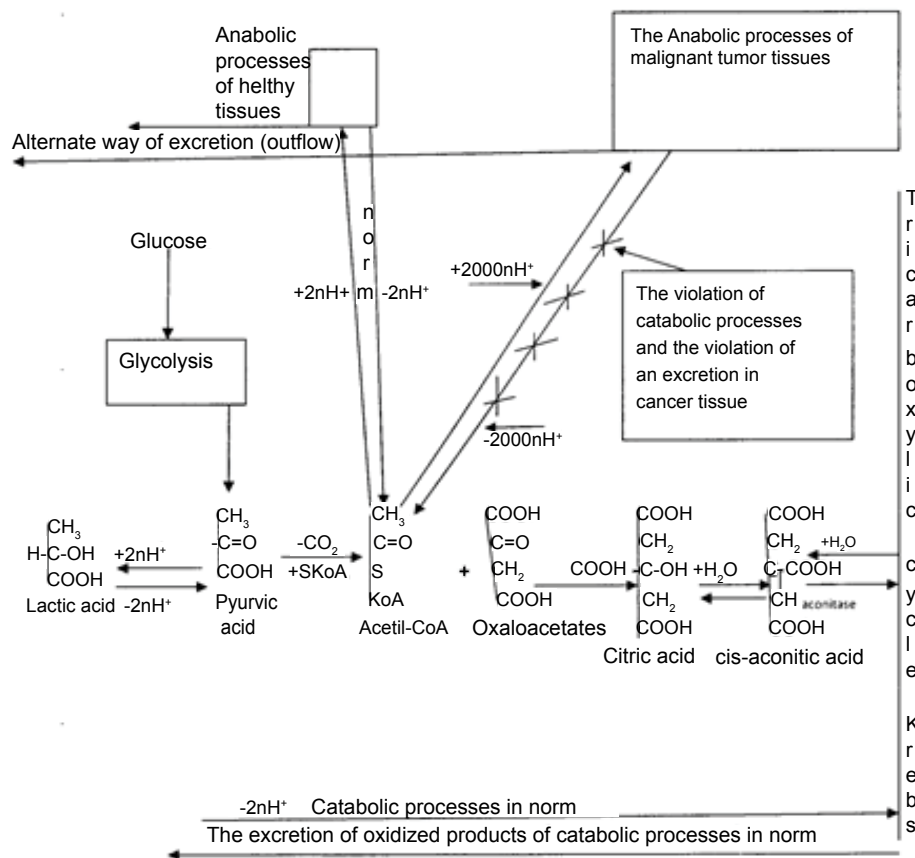 Anabolic
processes
of helthy
tissues
The Anabolic processes of
malignant tumor tissues
Alternate way of excretion (outflow)
norm
Glucose
+2nH+
-2nH⁺
+2000nH⁺
The violation of
catabolic processes
and the violation of
an excretion in
cancer tissue
Glycolysis
-2000nH⁺
CH₃
H-C-OH
COOH
Lactic acid
+2nH⁺
-2nH⁺
CH₃
-C=O
COOH
Pyurvic
acid
-CO₂
+SKoA
CH₃
C=O
S
KoA
Acetil-CoA
+
COOH
C=O
CH₂
COOH
Oxaloacetates
COOH
CH₂
COOH -C-OH
CH₂
COOH
Citric acid
+H₂O
COOH
CH₂
C-COOH
CH
COOH
cis-aconitic acid
aconitase
+H₂O
Tricarboxylic cycle Krebs
-2nH⁺ Catabolic processes in norm
The excretion of oxidized products of catabolic processes in norm